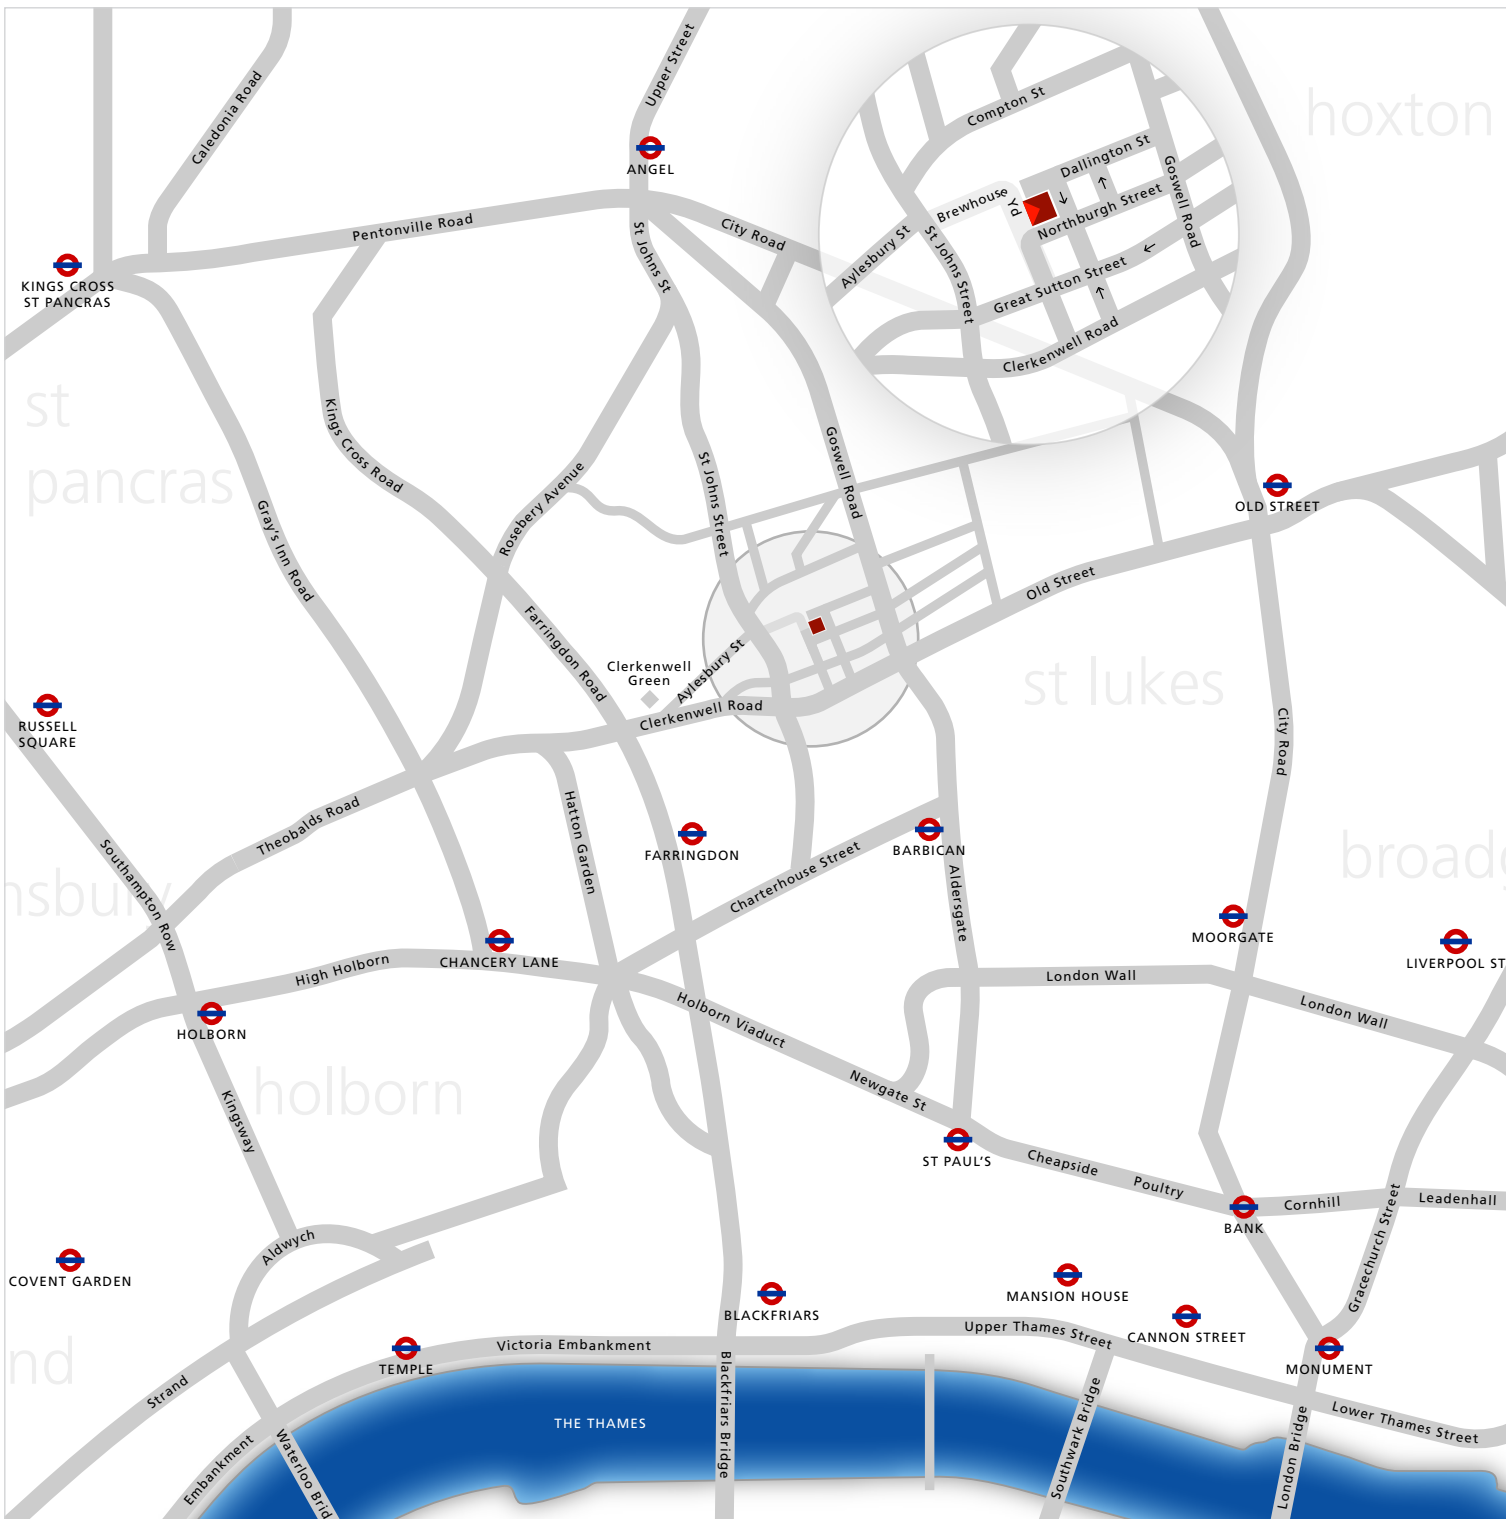 Upper Street
Caledonia Road
hoxton
Compton St
ANGEL
Dallington St
Goswell Road
Brewhouse
Yd
Northburgh Street
Pentonville Road
City Road
St Johns St
Aylesbury St
St Johns Street
Great Sutton Street
KINGS CROSS
ST PANCRAS
Clerkenwell Road
st
pancras
Kings Cross Road
Goswell Road
St Johns Street
Rosebery Avenue
OLD STREET
Gray's Inn Road
Old Street
Farringdon Road
Clerkenwell
Green
Aylesbury St
st lukes
Clerkenwell Road
RUSSELL
SQUARE
City Road
Theobalds Road
Hatton Garden
FARRINGDON
BARBICAN
Charterhouse Street
Southampton Row
nsbury
broadg
Aldersgate
MOORGATE
LIVERPOOL ST
CHANCERY LANE
High Holborn
London Wall
London Wall
HOLBORN
Holborn Viaduct
holborn
Newgate St
Kingsway
ST PAUL'S
Cheapside
Poultry
Cornhill
Leadenhall
BANK
Aldwych
Gracechurch Street
COVENT GARDEN
MANSION HOUSE
BLACKFRIARS
CANNON STREET
Upper Thames Street
Victoria Embankment
TEMPLE
MONUMENT
nd
Strand
Blackfriars Bridge
Southwark Bridge
London Bridge
Lower Thames Street
THE THAMES
Embankment
Waterloo Brid